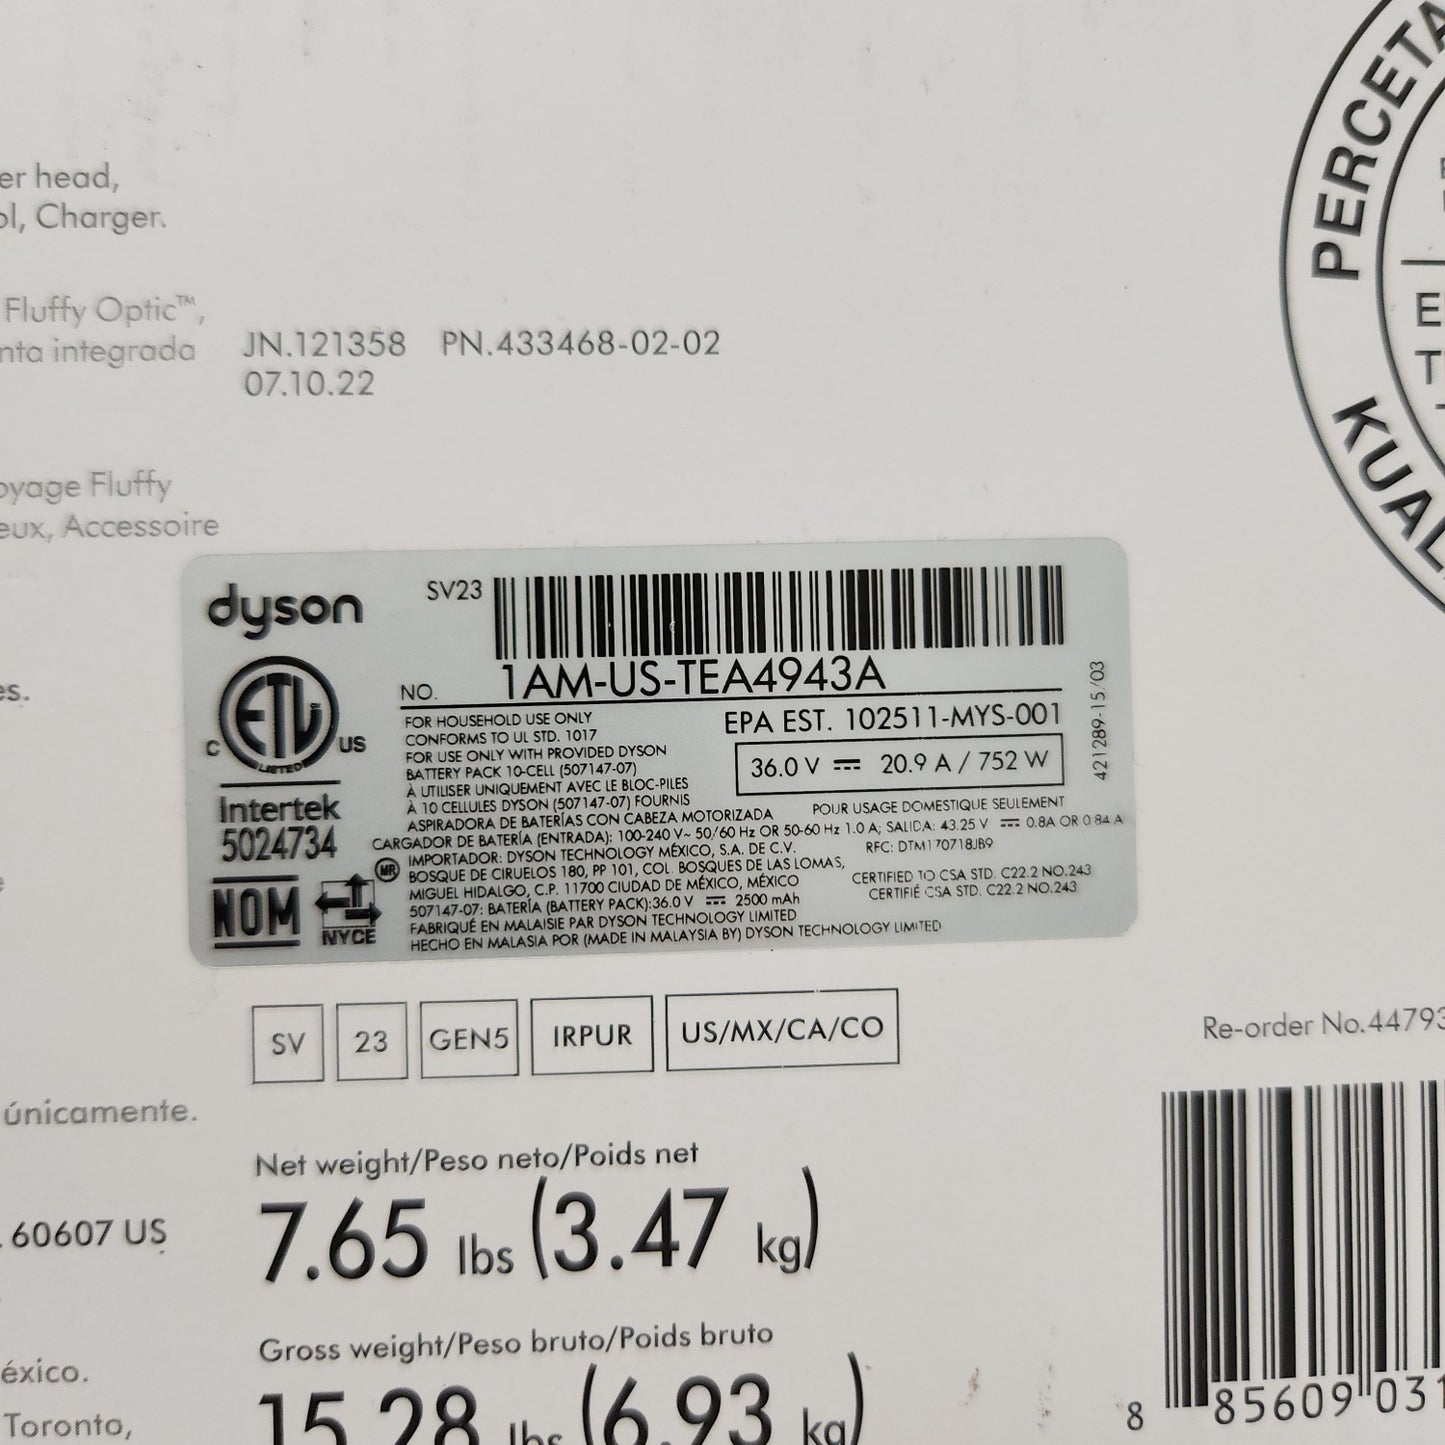 er head,
ol, Charger.
Fluffy Optic™,
nta integrada
JN.121358 PN.433468-02-02
07.10.22
oyage Fluffy
eux, Accessoire
es.
únicamente.
. 60607 US
éxico.
Toronto,
PERCETA
KUAL
dyson
SV23
NO. 1AM-US-TEA4943A
ETL
C US
LISTED
Intertek
5024734
NOM
NYCE
FOR HOUSEHOLD USE ONLY
CONFORMS TO UL STD. 1017
FOR USE ONLY WITH PROVIDED DYSON
BATTERY PACK 10-CELL (507147-07)
À UTILISER UNIQUEMENT AVEC LE BLOC-PILES
À 10 CELLULES DYSON (507147-07) FOURNIS
EPA EST. 102511-MYS-001
36.0 V ⎓ 20.9 A / 752 W
421289-15/03
ASPIRADORA DE BATERÍAS CON CABEZA MOTORIZADA
POUR USAGE DOMESTIQUE SEULEMENT
CARGADOR DE BATERÍA (ENTRADA): 100-240 V~ 50/60 Hz OR 50-60 Hz 1.0 A; SALIDA: 43.25 V ⎓ 0.8A OR 0.84 A
MR
IMPORTADOR: DYSON TECHNOLOGY MÉXICO, S.A. DE C.V.
RFC: DTM170718JB9
BOSQUE DE CIRUELOS 180, PP 101, COL. BOSQUES DE LAS LOMAS,
MIGUEL HIDALGO, C.P. 11700 CIUDAD DE MÉXICO, MÉXICO
CERTIFIED TO CSA STD. C22.2 NO.243
CERTIFIÉ CSA STD. C22.2 NO.243
507147-07: BATERÍA (BATTERY PACK):36.0 V ⎓ 2500 mAh
FABRIQUÉ EN MALAISIE PAR DYSON TECHNOLOGY LIMITED
HECHO EN MALASIA POR (MADE IN MALAYSIA BY) DYSON TECHNOLOGY LIMITED
SV 23 GEN5 IRPUR US/MX/CA/CO
Re-order No.44793
Net weight/Peso neto/Poids net
7.65 lbs (3.47 kg)
Gross weight/Peso bruto/Poids bruto
15.28 lbs (6.93 kg)
8 85609 031